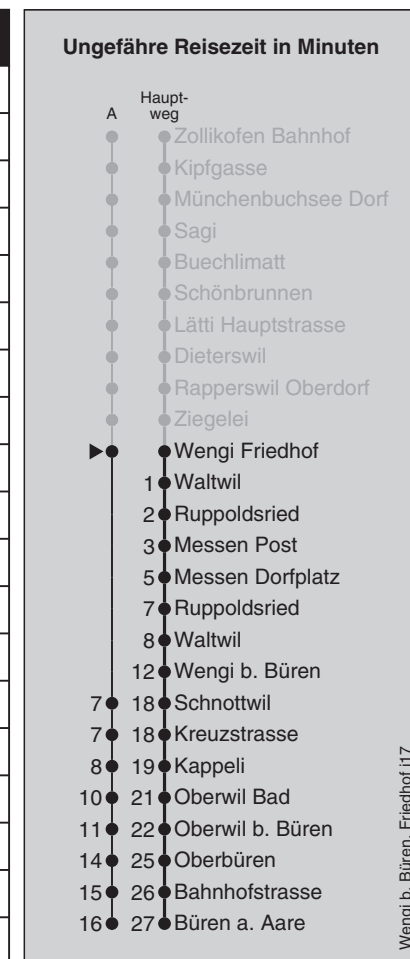 Ungefähre Reisezeit in Minuten
A Haupt-
weg
Zollikofen Bahnhof
Kipfgasse
Münchenbuchsee Dorf
Sagi
Buechlimatt
Schönbrunnen
Lätti Hauptstrasse
Dieterswil
Rapperswil Oberdorf
Ziegelei
Wengi Friedhof
1 Waltwil
2 Ruppoldsried
3 Messen Post
5 Messen Dorfplatz
7 Ruppoldsried
8 Waltwil
12 Wengi b. Büren
7 18 Schnottwil
7 18 Kreuzstrasse
8 19 Kappeli
10 21 Oberwil Bad
11 22 Oberwil b. Büren
14 25 Oberbüren
15 26 Bahnhofstrasse
16 27 Büren a. Aare
Wengi b. Büren, Friedhof j17